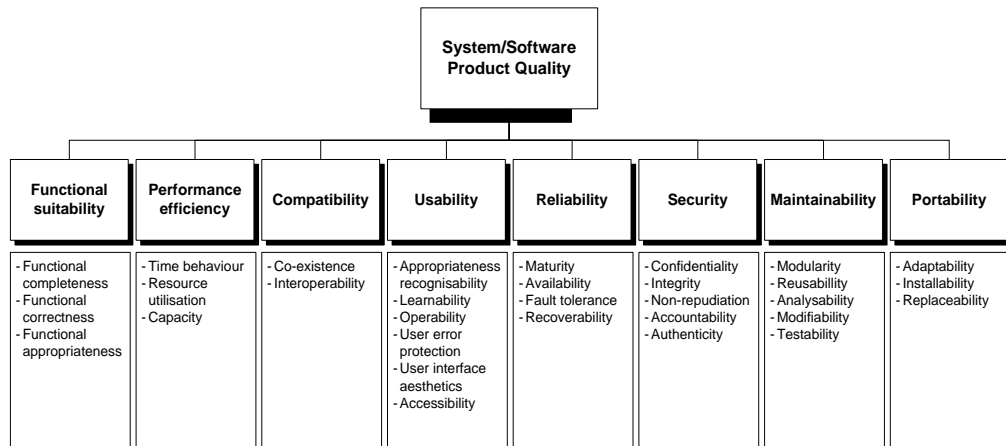 System/Software
Product Quality
Functional
suitability
Performance
efficiency
Compatibility
Usability
Reliability
Security
Maintainability
Portability
- Functional
completeness
- Functional
correctness
- Functional
appropriateness
- Time behaviour
- Resource
utilisation
- Capacity
- Co-existence
- Interoperability
- Appropriateness
recognisability
- Learnability
- Operability
- User error
protection
- User interface
aesthetics
- Accessibility
- Maturity
- Availability
- Fault tolerance
- Recoverability
- Confidentiality
- Integrity
- Non-repudiation
- Accountability
- Authenticity
- Modularity
- Reusabillity
- Analysability
- Modifiability
- Testability
- Adaptability
- Installability
- Replaceability